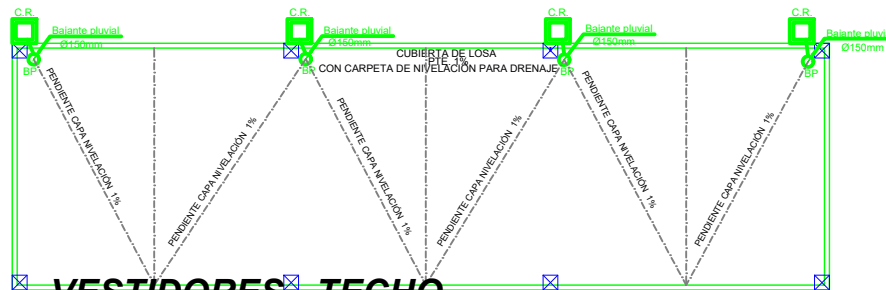 C.R. C.R. C.R. C.R.
Bajante pluvial Bajante pluvial Bajante pluvial Bajante pluvi
Ø150mm Ø150mm Ø150mm Ø150mm
CUBIERTA DE LOSA
PTE. 1%
CON CARPETA DE NIVELACIÓN PARA DRENAJE
BP BP BP BP
PENDIENTE CAPA NIVELACIÓN 1%
PENDIENTE CAPA NIVELACIÓN 1%
PENDIENTE CAPA NIVELACIÓN 1%
PENDIENTE CAPA NIVELACIÓN 1%
PENDIENTE CAPA NIVELACIÓN 1%
PENDIENTE CAPA NIVELACIÓN 1%
VESTIDORES TECHO